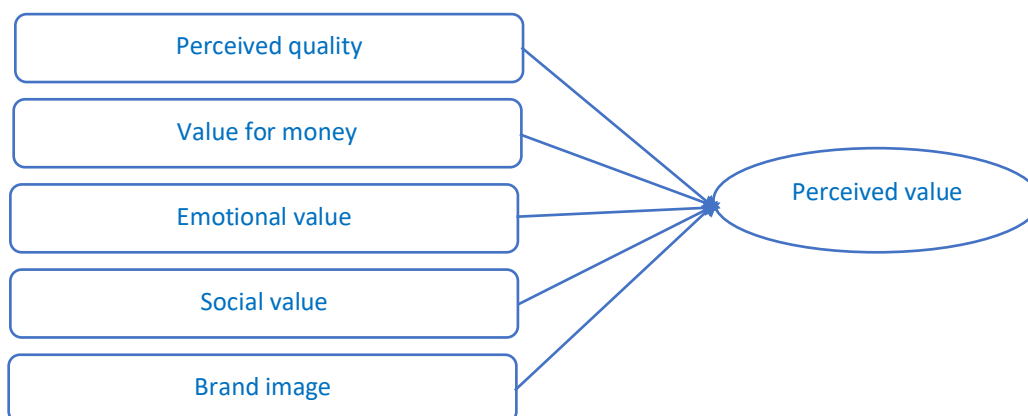 Perceived quality
Value for money
Emotional value
Perceived value
Social value
Brand image